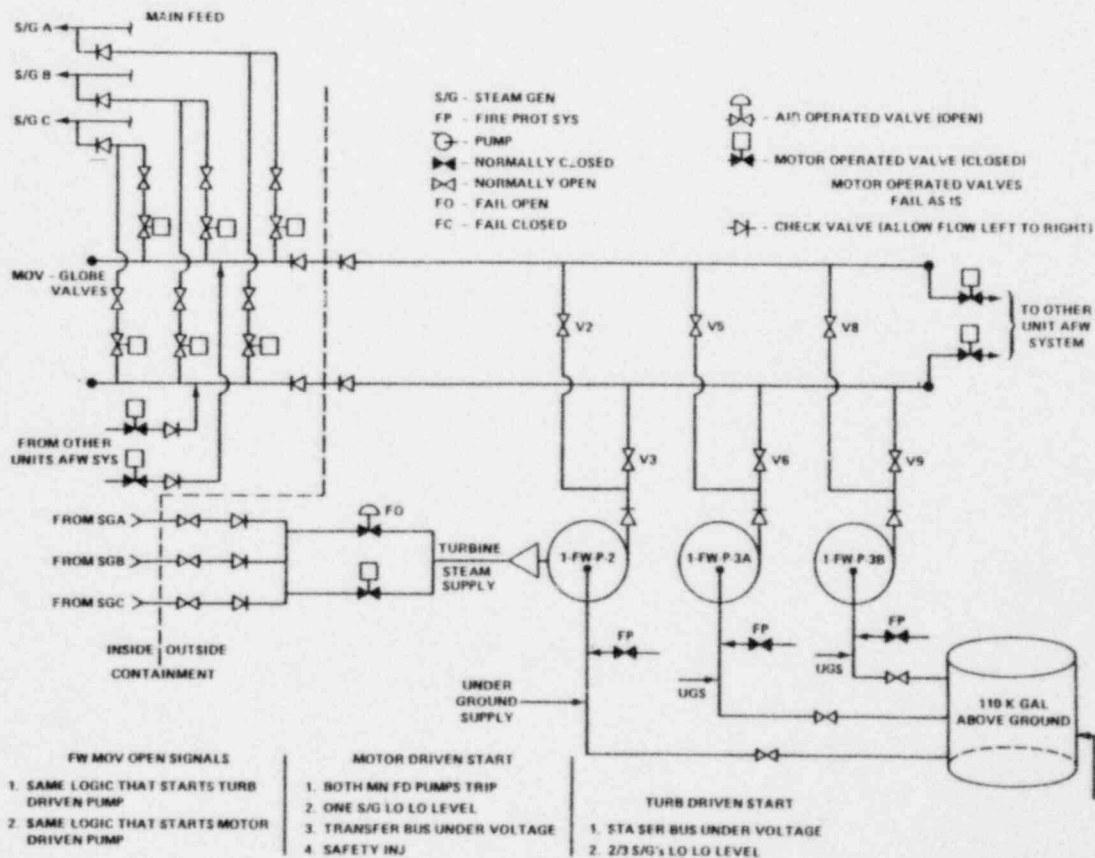 MAIN FEED
S/G A
S/G B
S/G C
S/G - STEAM GEN
FP - FIRE PROT SYS
- PUMP
- NORMALLY CLOSED
- NORMALLY OPEN
FO - FAIL OPEN
FC - FAIL CLOSED
- AIR OPERATED VALVE (OPEN)
- MOTOR OPERATED VALVE (CLOSED)
MOTOR OPERATED VALVES
FAIL AS IS
- CHECK VALVE (ALLOW FLOW LEFT TO RIGHT)
MOV - GLOBE
VALVES
V2
V5
V8
TO OTHER
UNIT AFW
SYSTEM
FROM OTHER
UNITS AFW SYS
V3
V6
V9
FROM SGA
FROM SGB
FROM SGC
FO
TURBINE
STEAM
SUPPLY
1-FW-P-2
1-FW-P-3A
1-FW-P-3B
INSIDE OUTSIDE
CONTAINMENT
FP
FP
FP
UNDER
GROUND
SUPPLY
UGS
UGS
110 K GAL
ABOVE GROUND
FW MOV OPEN SIGNALS
1. SAME LOGIC THAT STARTS TURB
DRIVEN PUMP
2. SAME LOGIC THAT STARTS MOTOR
DRIVEN PUMP
MOTOR DRIVEN START
1. BOTH MN FD PUMPS TRIP
2. ONE S/G LO LO LEVEL
3. TRANSFER BUS UNDER VOLTAGE
4. SAFETY INJ
TURB DRIVEN START
1. STA SER BUS UNDER VOLTAGE
2. 2/3 S/G's LO LO LEVEL